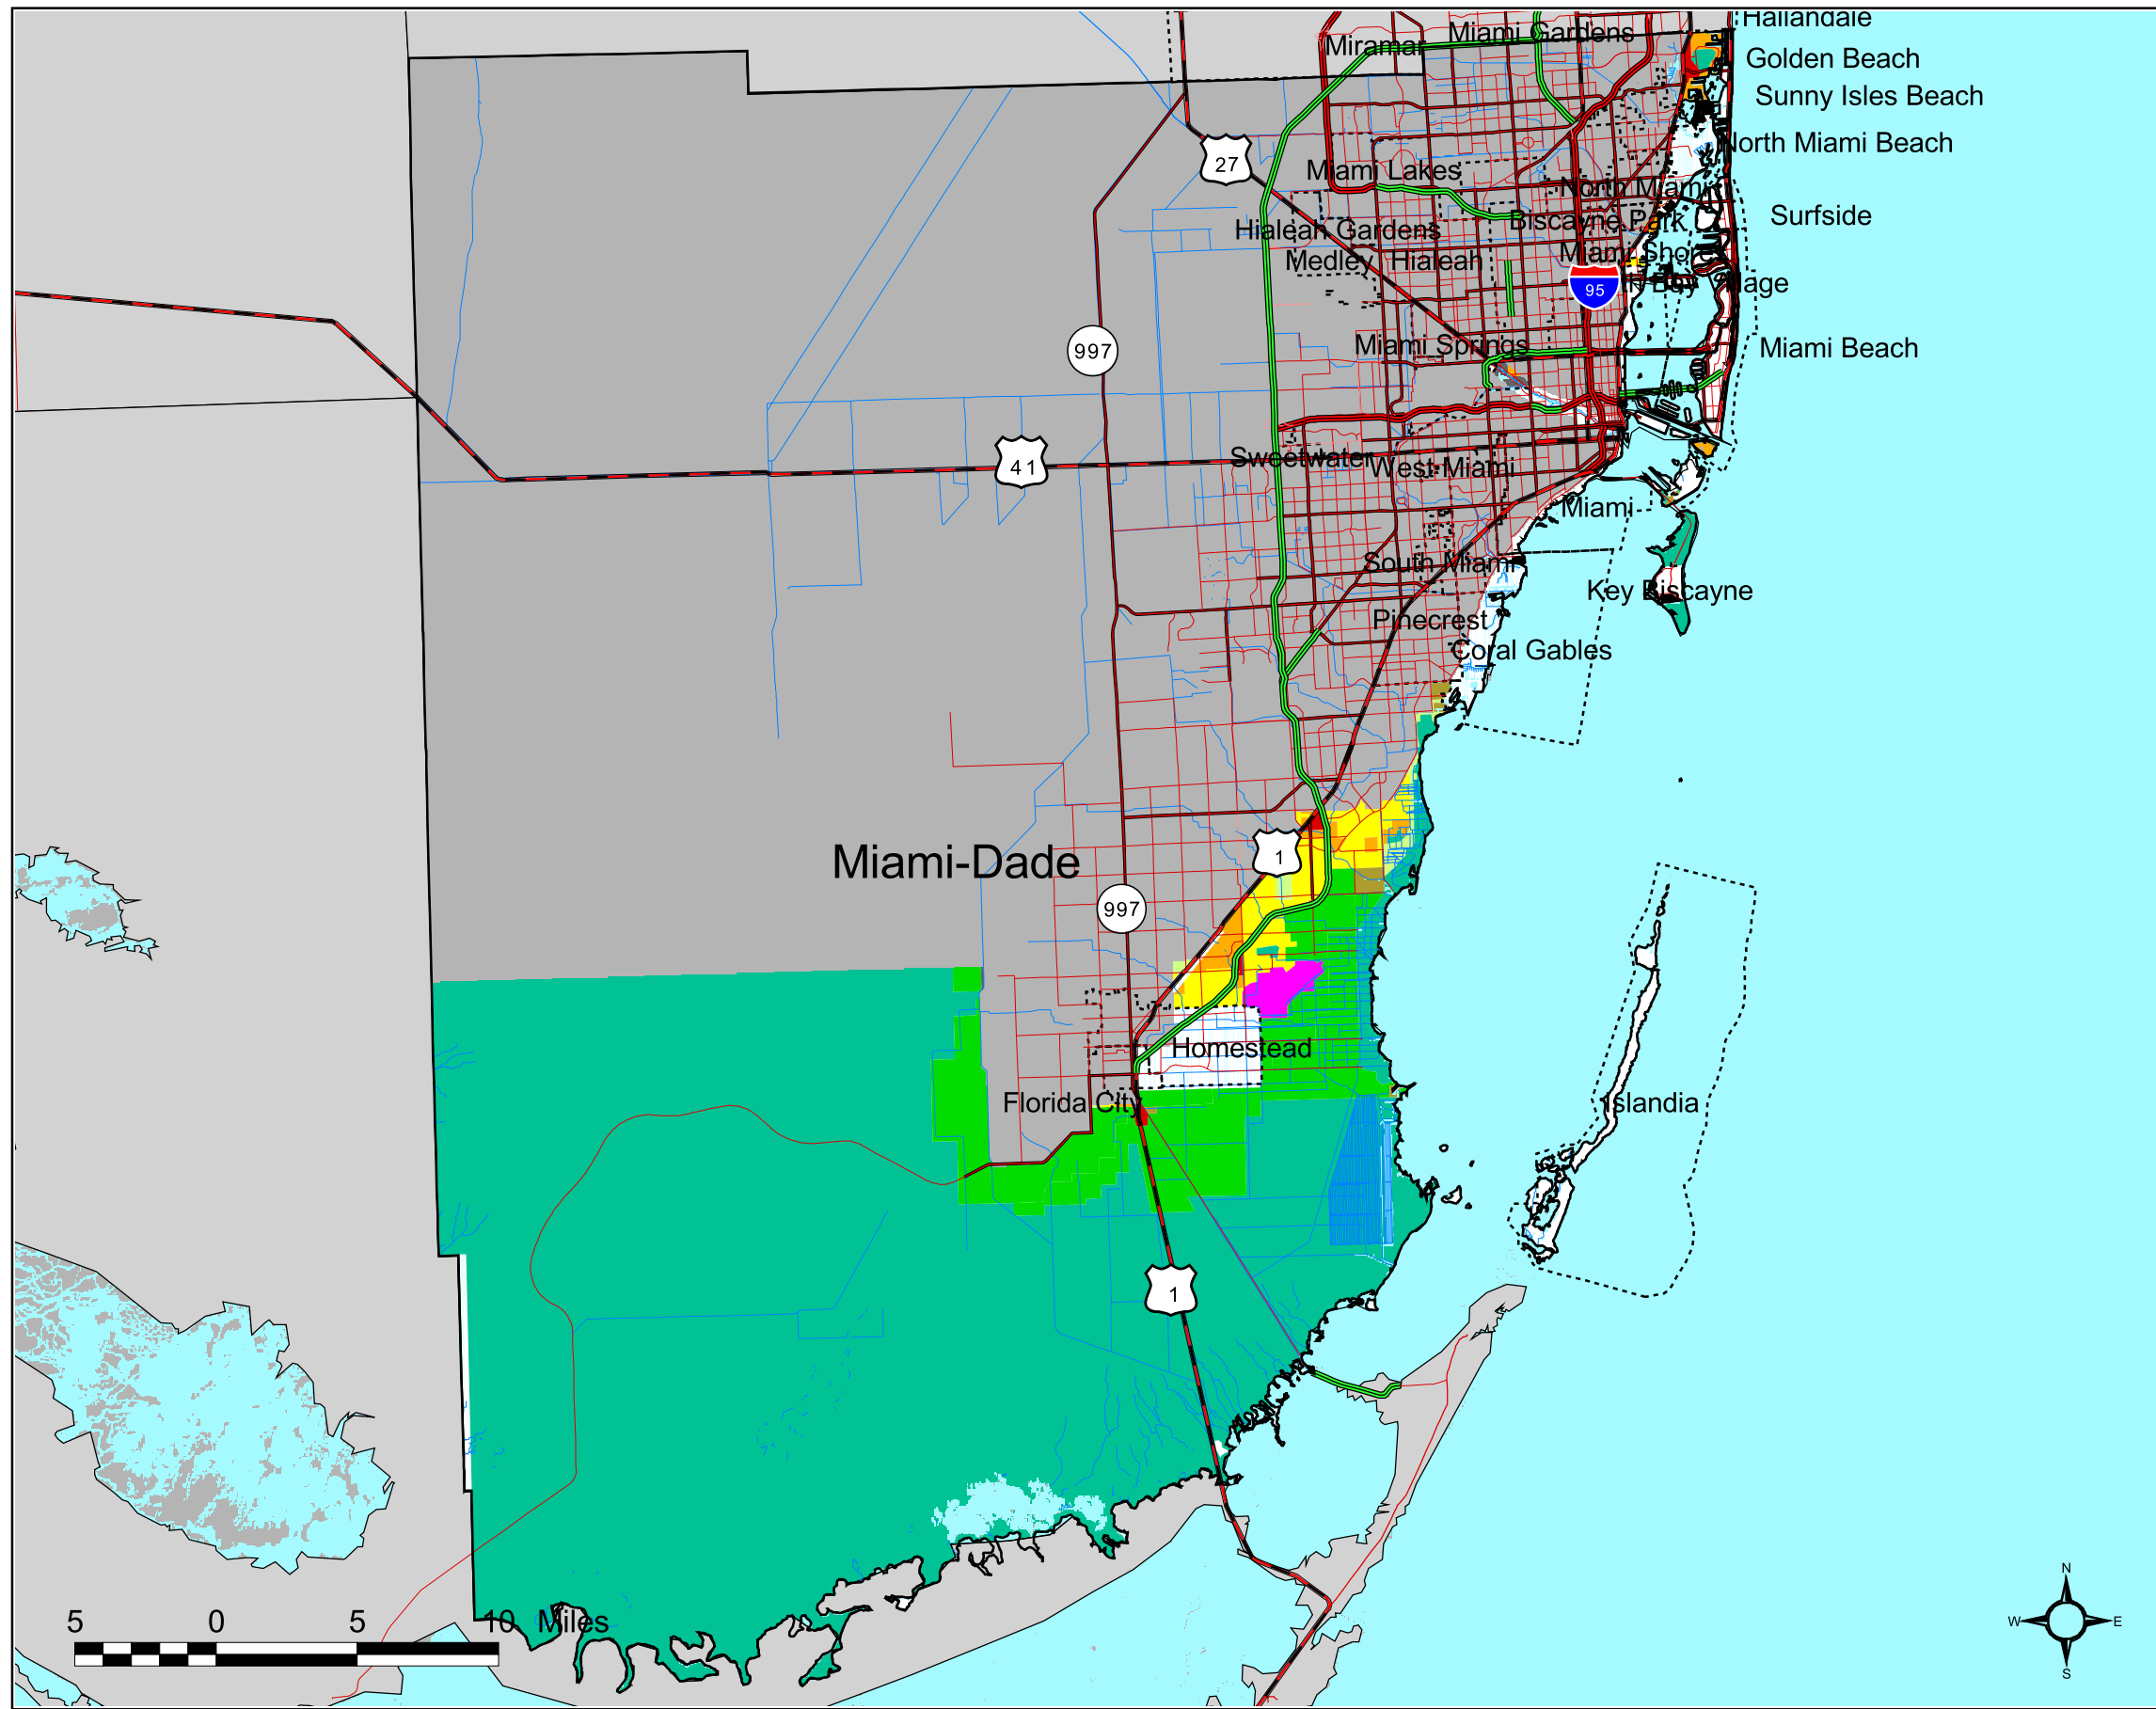 Hallandale
Miami Gardens
Miramar
Golden Beach
Sunny Isles Beach
North Miami Beach
27
Miami Lakes
North Miami
Surfside
Biscayne Park
Hialeah Gardens
Miami Shore
Medley
Hialeah
Bay
95
997
Miami Springs
Miami Beach
Sweetwater
West Miami
41
Miami
South Miami
Key Biscayne
Pinecrest
Coral Gables
Miami-Dade
1
997
Homestead
Florida City
Islandia
1
5 0 5 10 Miles
N
W E
S